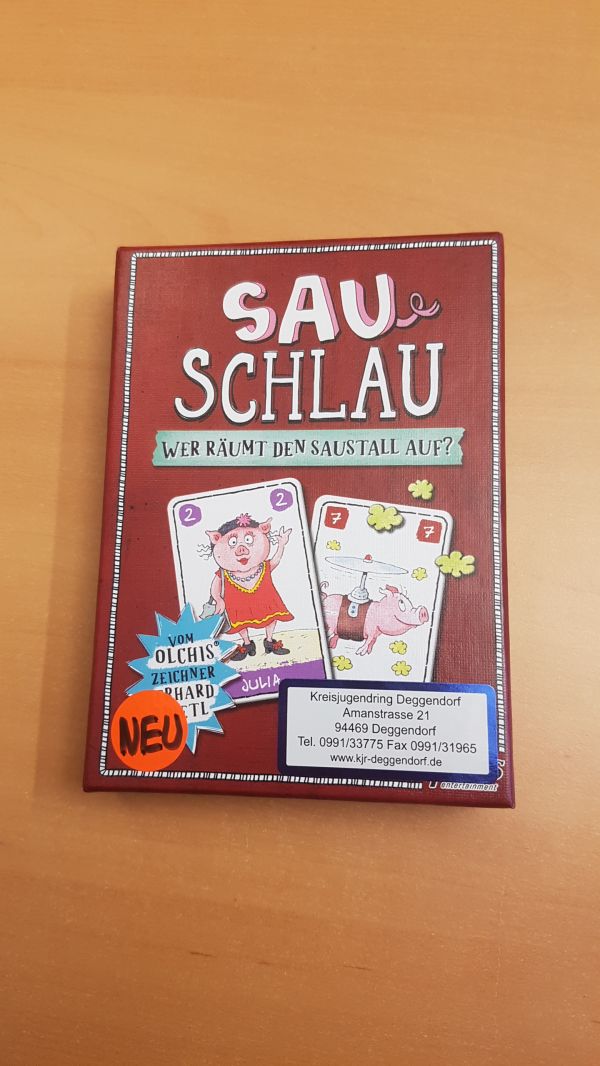 SAU
SCHLAU
WER RÄUMT DEN SAUSTALL AUF?
2
2
7
7
VOM
OLCHIS®
ZEICHNER
JULIA
NEU
Kreisjugendring Deggendorf
Amanstrasse 21
94469 Deggendorf
Tel. 0991/33775 Fax 0991/31965
www.kjr-deggendorf.de
entertainment